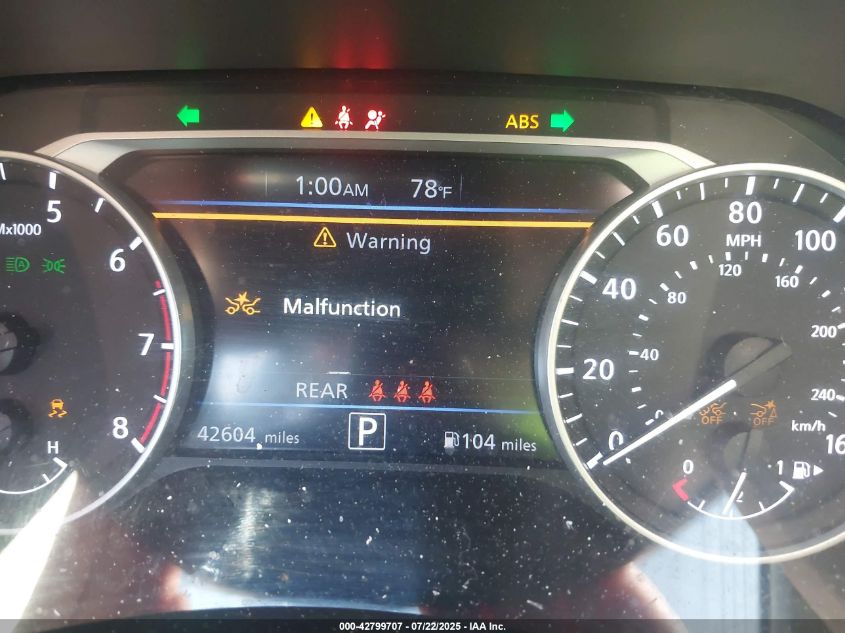 ABS
1:00AM 78°F
Warning
Malfunction
REAR
42604 miles P 104 miles
x1000
5
6
7
8
H
0
20
40
60
80
100
MPH
40
80
120
160
200
240
km/h
16
OFF OFF
0 1
000-42799707 - 07/22/2025 - IAA Inc.